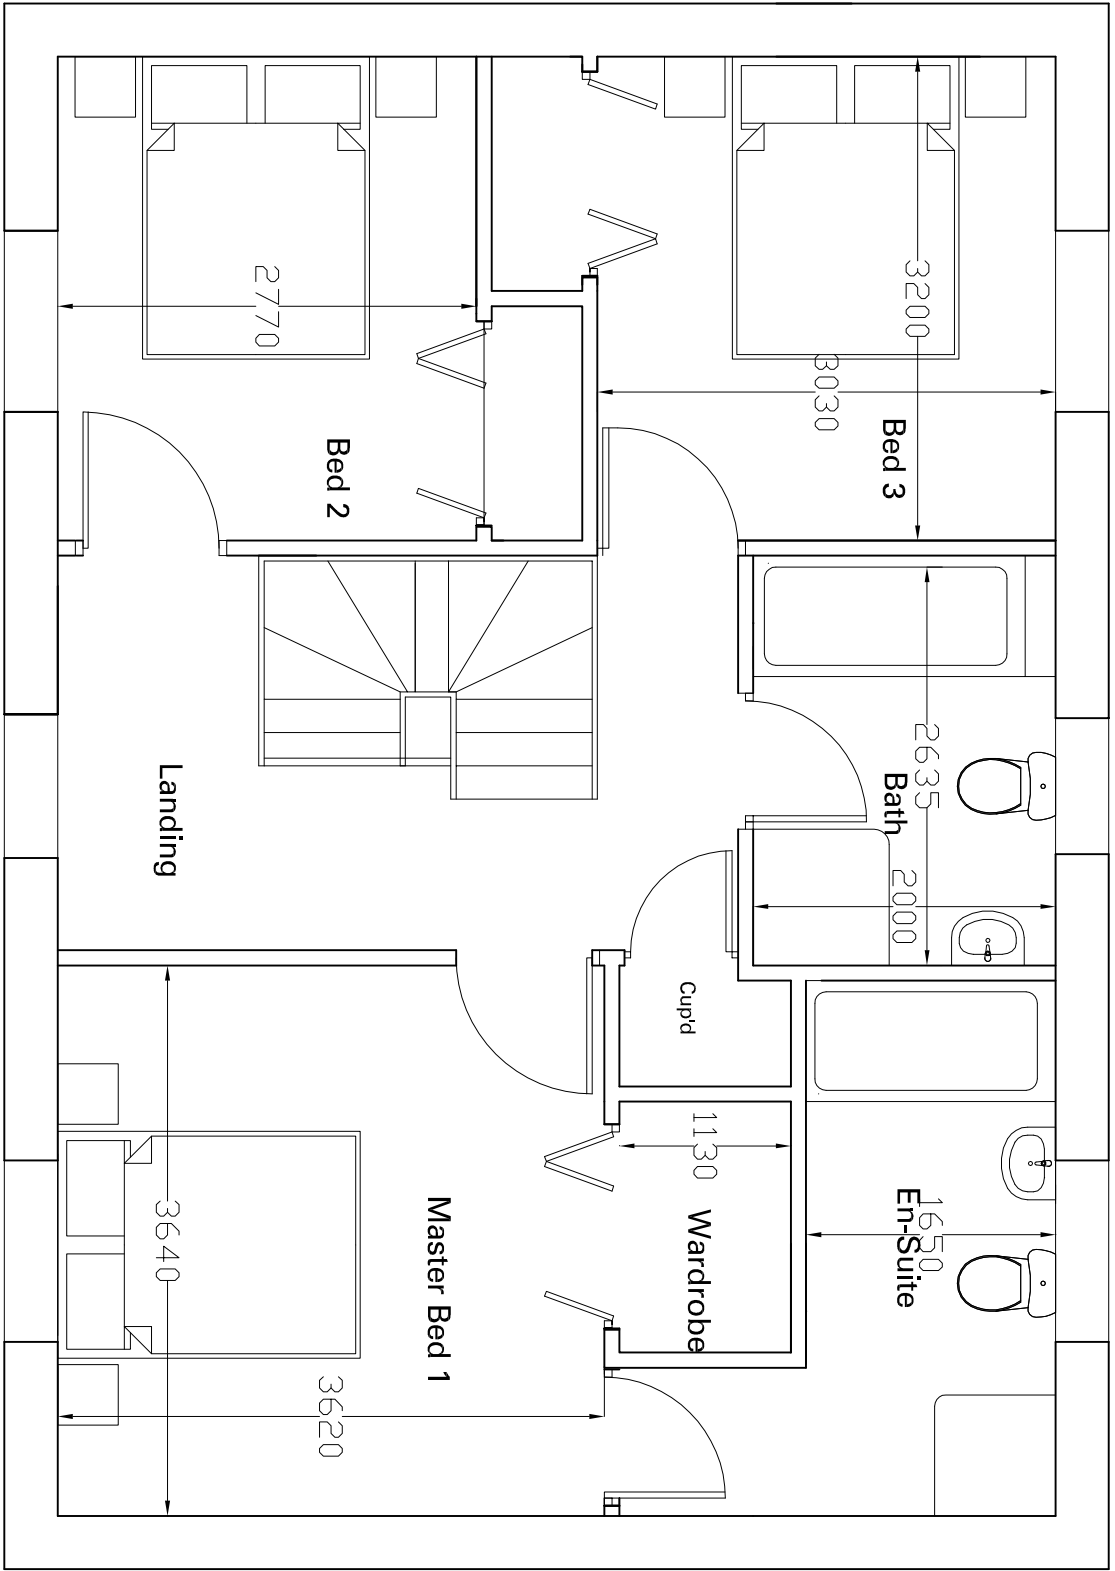 3200
3030
Bed 3
2770
Bed 2
2635
Bath
2000
Landing
Cup'd
1130
Wardrobe
1650
En-Suite
Master Bed 1
3640
3620